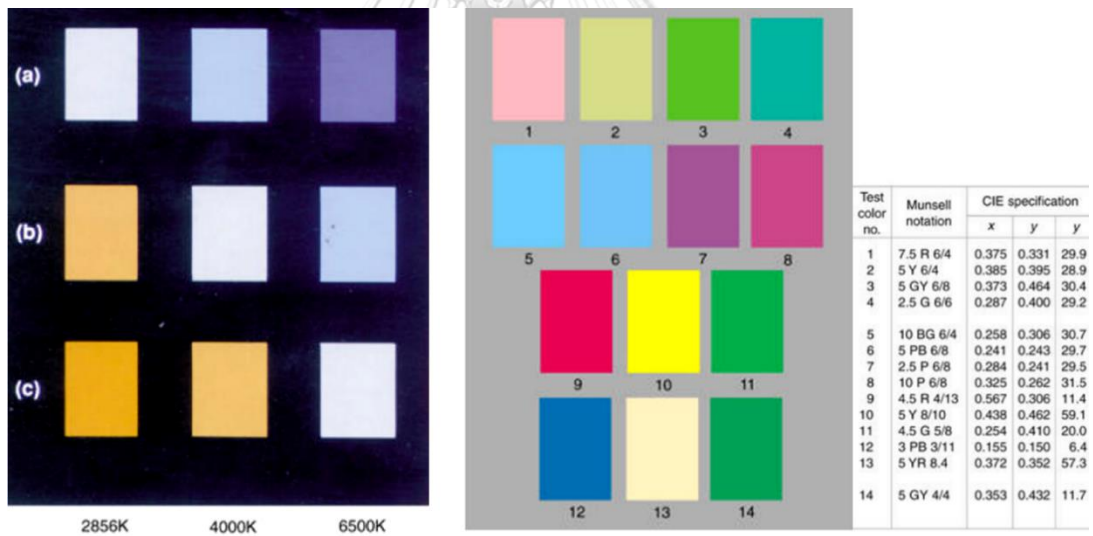 (a)
(b)
(c)
2856K 4000K 6500K
1 2 3 4
5 6 7 8
9 10 11
12 13 14
Test color no. Munsell notation CIE specification
x y y
1 7.5 R 6/4 0.375 0.331 29.9
2 5 Y 6/4 0.385 0.395 28.9
3 5 GY 6/8 0.373 0.464 30.4
4 2.5 G 6/6 0.287 0.400 29.2
5 10 BG 6/4 0.258 0.306 30.7
6 5 PB 6/8 0.241 0.243 29.7
7 2.5 P 6/8 0.284 0.241 29.5
8 10 P 6/8 0.325 0.262 31.5
9 4.5 R 4/13 0.567 0.306 11.4
10 5 Y 8/10 0.438 0.462 59.1
11 4.5 G 5/8 0.254 0.410 20.0
12 3 PB 3/11 0.155 0.150 6.4
13 5 YR 8.4 0.372 0.352 57.3
14 5 GY 4/4 0.353 0.432 11.7